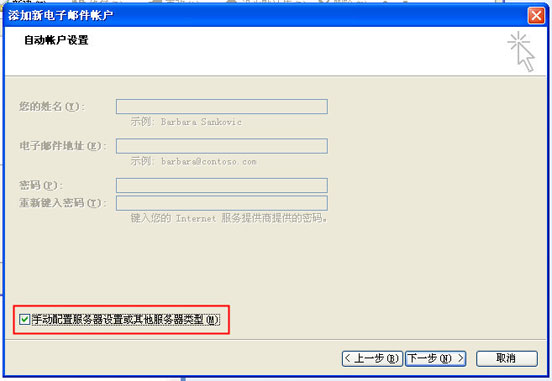 添加新电子邮件帐户
自动帐户设置
您的姓名(Y):
示例: Barbara Sankovic
电子邮件地址(E):
示例: barbara@contoso.com
密码(P):
重新键入密码(T):
键入您的 Internet 服务提供商提供的密码。
手动配置服务器设置或其他服务器类型(M)
< 上一步(B) 下一步(N) > 取消